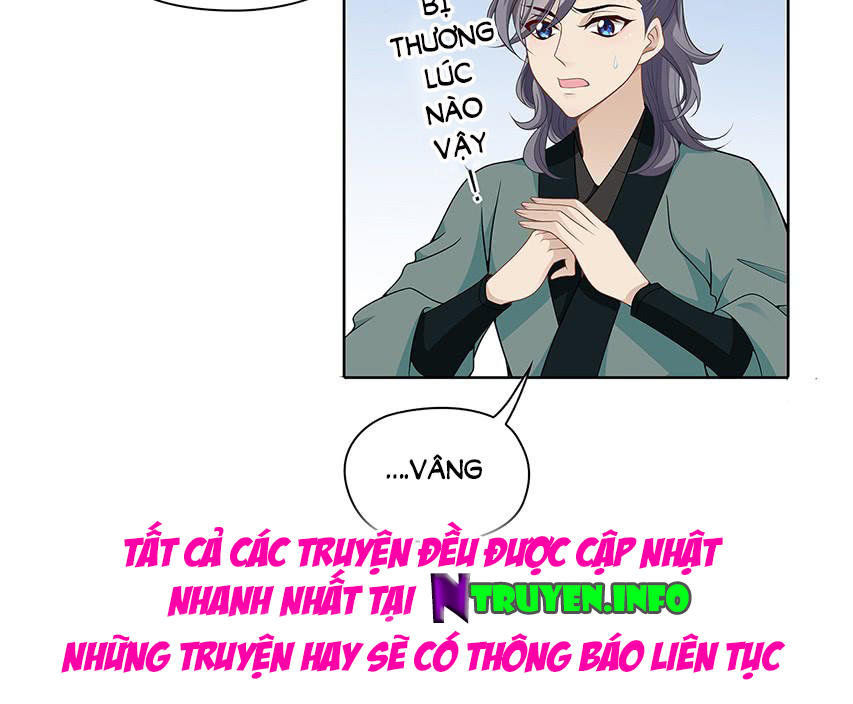 BỊ
THƯƠNG
LÚC
NÀO
VẬY
!
....VÂNG
TẤT CẢ CÁC TRUYỆN ĐỀU ĐƯỢC CẬP NHẬT
NHANH NHẤT TẠI NTRUYEN.INFO
NHỮNG TRUYỆN HAY SẼ CÓ THÔNG BÁO LIÊN TỤC